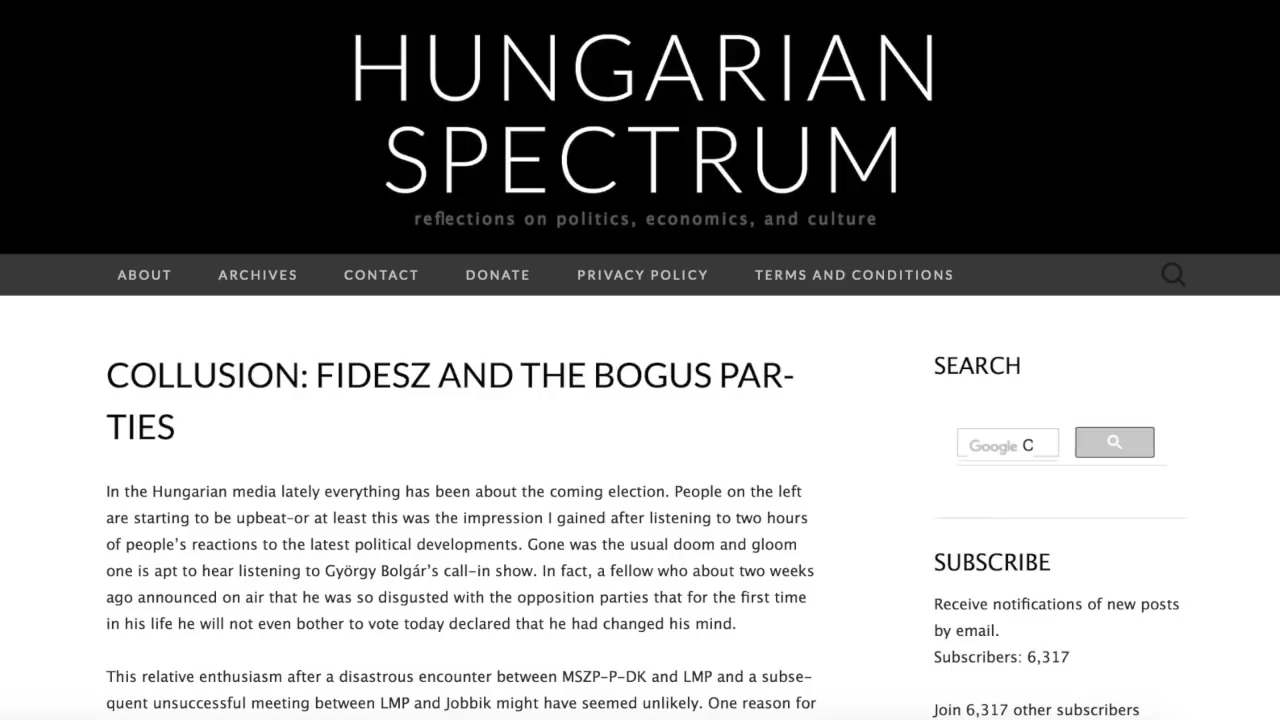 HUNGARIAN
SPECTRUM
reflections on politics, economics, and culture
ABOUT ARCHIVES CONTACT DONATE PRIVACY POLICY TERMS AND CONDITIONS
COLLUSION: FIDESZ AND THE BOGUS PAR-
TIES
In the Hungarian media lately everything has been about the coming election. People on the left
are starting to be upbeat–or at least this was the impression I gained after listening to two hours
of people’s reactions to the latest political developments. Gone was the usual doom and gloom
one is apt to hear listening to György Bolgár’s call-in show. In fact, a fellow who about two weeks
ago announced on air that he was so disgusted with the opposition parties that for the first time
in his life he will not even bother to vote today declared that he had changed his mind.
This relative enthusiasm after a disastrous encounter between MSZP-P-DK and LMP and a subse-
quent unsuccessful meeting between LMP and Jobbik might have seemed unlikely. One reason for
SEARCH
Google C
SUBSCRIBE
Receive notifications of new posts
by email.
Subscribers: 6,317
Join 6,317 other subscribers